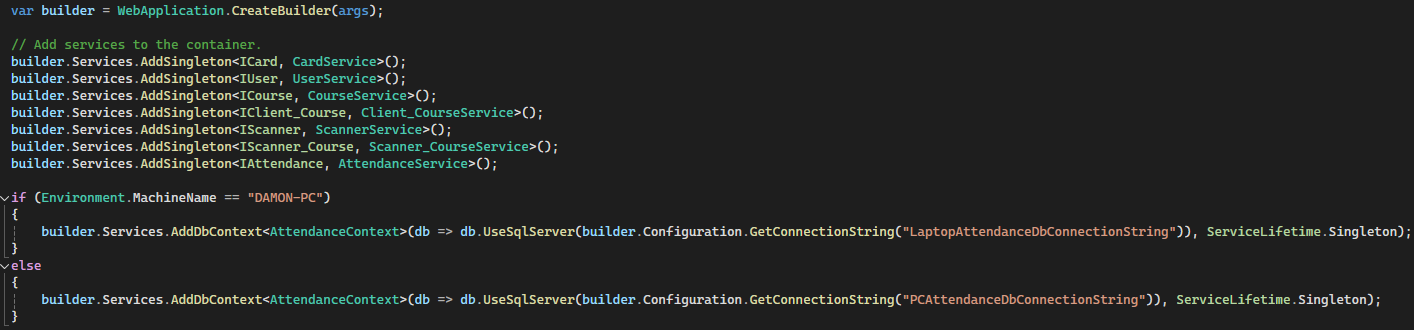 var builder = WebApplication.CreateBuilder(args);
// Add services to the container.
builder.Services.AddSingleton<ICard, CardService>();
builder.Services.AddSingleton<IUser, UserService>();
builder.Services.AddSingleton<ICourse, CourseService>();
builder.Services.AddSingleton<IClient_Course, Client_CourseService>();
builder.Services.AddSingleton<IScanner, ScannerService>();
builder.Services.AddSingleton<IScanner_Course, Scanner_CourseService>();
builder.Services.AddSingleton<IAttendance, AttendanceService>();
if (Environment.MachineName == "DAMON-PC")
{
builder.Services.AddDbContext<AttendanceContext>(db => db.UseSqlServer(builder.Configuration.GetConnectionString("LaptopAttendanceDbConnectionString")), ServiceLifetime.Singleton);
}
else
{
builder.Services.AddDbContext<AttendanceContext>(db => db.UseSqlServer(builder.Configuration.GetConnectionString("PCAttendanceDbConnectionString")), ServiceLifetime.Singleton);
}